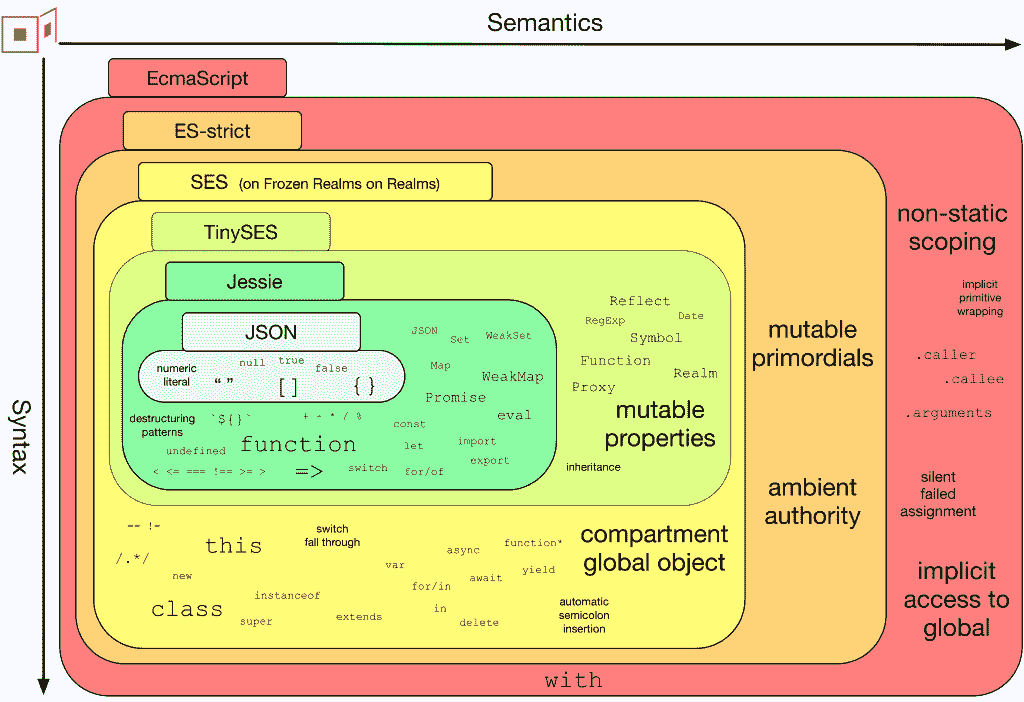 Semantics
Syntax
EcmaScript
ES-strict
SES (on Frozen Realms on Realms)
TinySES
Jessie
JSON
numeric
literal
null
true
false
“ ”
[]
{}
JSON
Set
WeakSet
Map
WeakMap
Promise
eval
const
let
import
export
destructuring
patterns
`${}`
+ - * / %
undefined
function
< <= === !== >= >
=>
switch
for/of
Reflect
RegExp
Date
Symbol
Function
Realm
Proxy
mutable
properties
inheritance
-- !-
/.*/
this
new
class
instanceof
super
switch
fall through
var
async
function*
for/in
await
yield
extends
in
delete
compartment
global object
automatic
semicolon
insertion
mutable
primordials
ambient
authority
non-static
scoping
implicit
primitive
wrapping
.caller
.callee
.arguments
silent
failed
assignment
implicit
access to
global
with